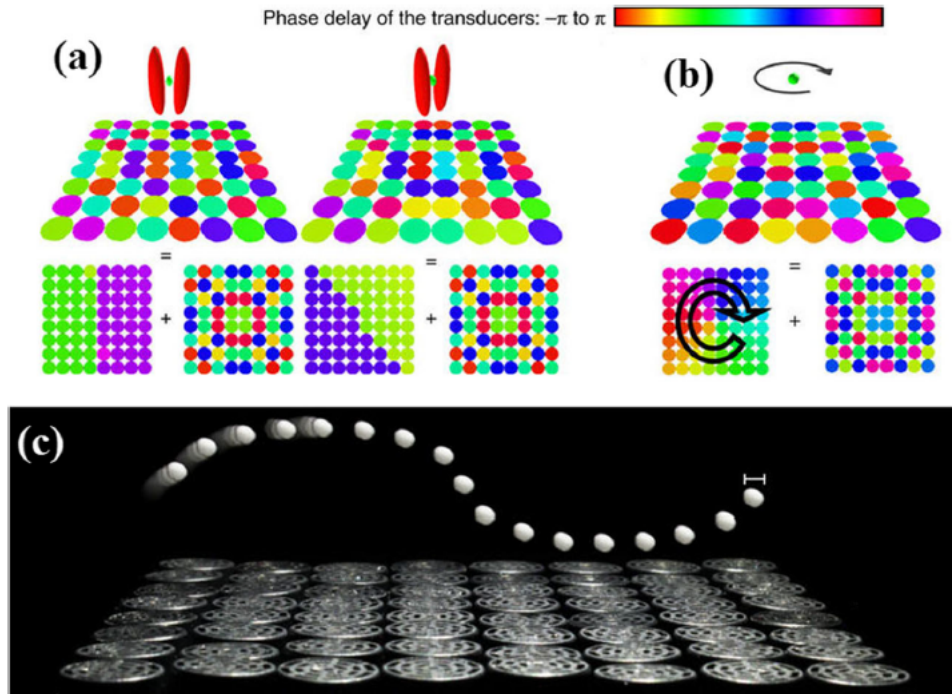 Phase delay of the transducers: –π to π
(a)
(b)
=
=
=
+
+
+
(c)